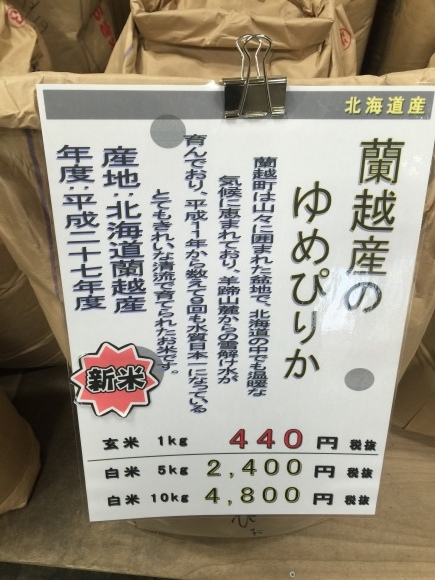 北海道産
蘭越産の
ゆめぴりか
蘭越町は山々に囲まれた盆地で、北海道の中でも温暖な
気候に恵まれており、羊蹄山麓からの雪解け水が
育んでおり、平成11年から数えて9回も水質日本一になっている
とてもきれいな清流で育てられたお米です。
産地:北海道蘭越産
年度:平成二十七年度
新米
玄米 1kg 440円 税抜
白米 5kg 2,400円 税抜
白米 10kg 4,800円 税抜